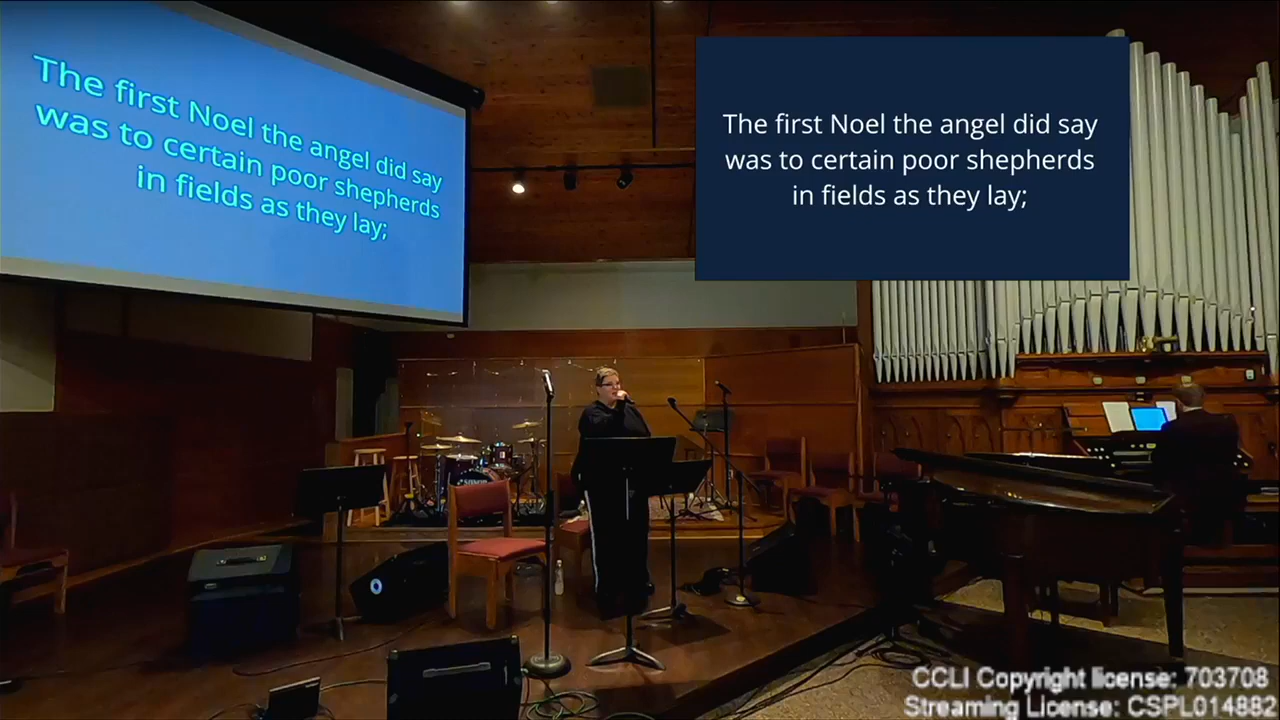 The first Noel the angel did say
was to certain poor shepherds
in fields as they lay;
The first Noel the angel did say
was to certain poor shepherds
in fields as they lay;
CCLI Copyright license: 703708
Streaming License: CSPL014882